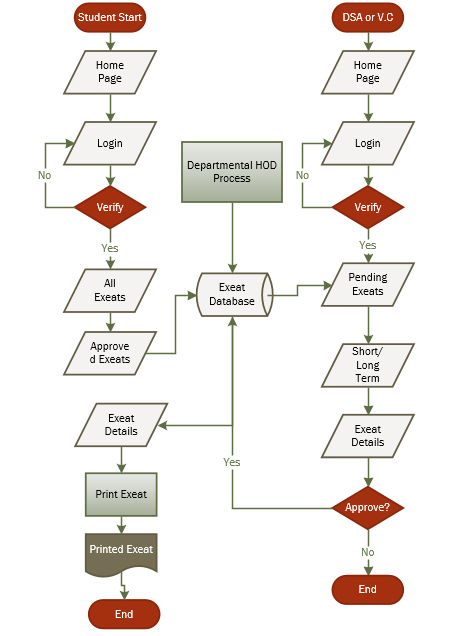 Student Start
DSA or V.C
Home
Page
Home
Page
Login
Login
Departmental HOD
Process
No
No
Verify
Verify
Yes
Yes
All
Exeats
Exeat
Database
Pending
Exeats
Approve
d Exeats
Short/
Long
Term
Exeat
Details
Exeat
Details
Yes
Print Exeat
Approve?
Printed Exeat
No
End
End